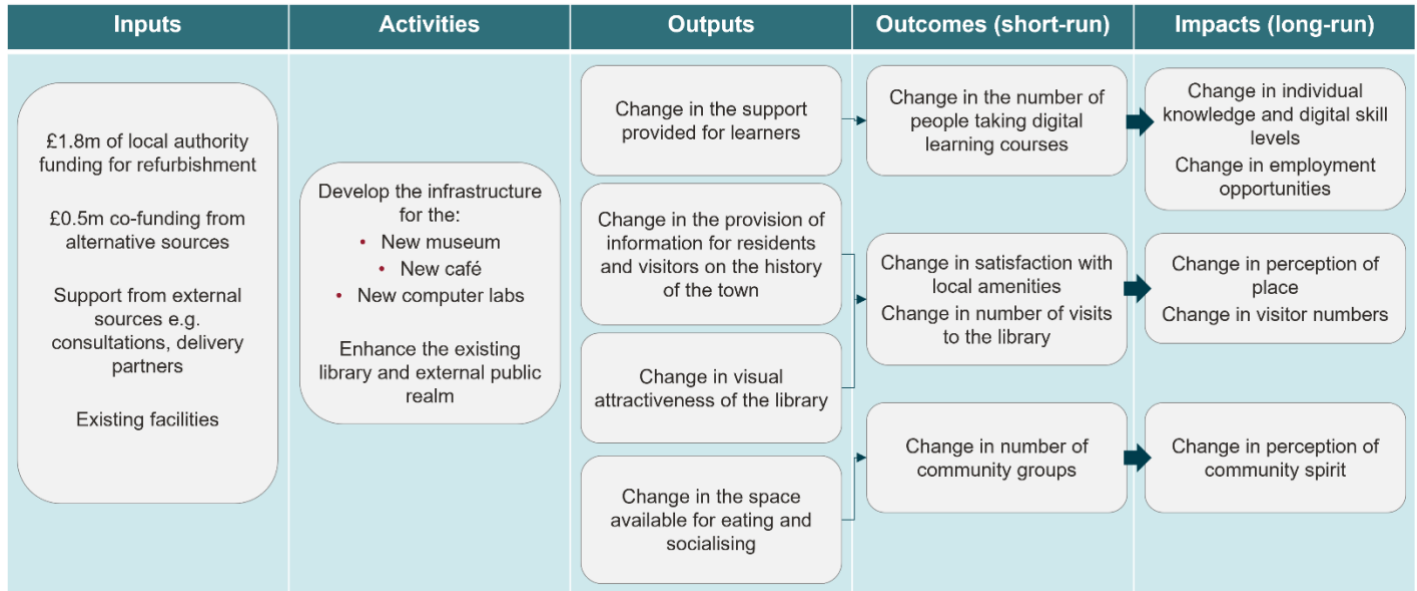 Inputs
Activities
Outputs
Outcomes (short-run)
Impacts (long-run)
£1.8m of local authority
funding for refurbishment
£0.5m co-funding from
alternative sources
Support from external
sources e.g.
consultations, delivery
partners
Existing facilities
Develop the infrastructure
for the:
• New museum
• New café
• New computer labs
Enhance the existing
library and external public
realm
Change in the support
provided for learners
Change in the provision of
information for residents
and visitors on the history
of the town
Change in visual
attractiveness of the library
Change in the space
available for eating and
socialising
Change in the number of
people taking digital
learning courses
Change in satisfaction with
local amenities
Change in number of visits
to the library
Change in number of
community groups
Change in individual
knowledge and digital skill
levels
Change in employment
opportunities
Change in perception of
place
Change in visitor numbers
Change in perception of
community spirit